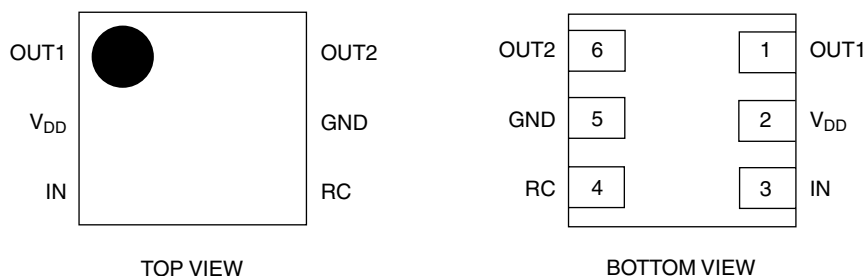 OUT1 OUT2
VDD GND
IN RC
TOP VIEW
OUT2 6 1 OUT1
GND 5 2 VDD
RC 4 3 IN
BOTTOM VIEW